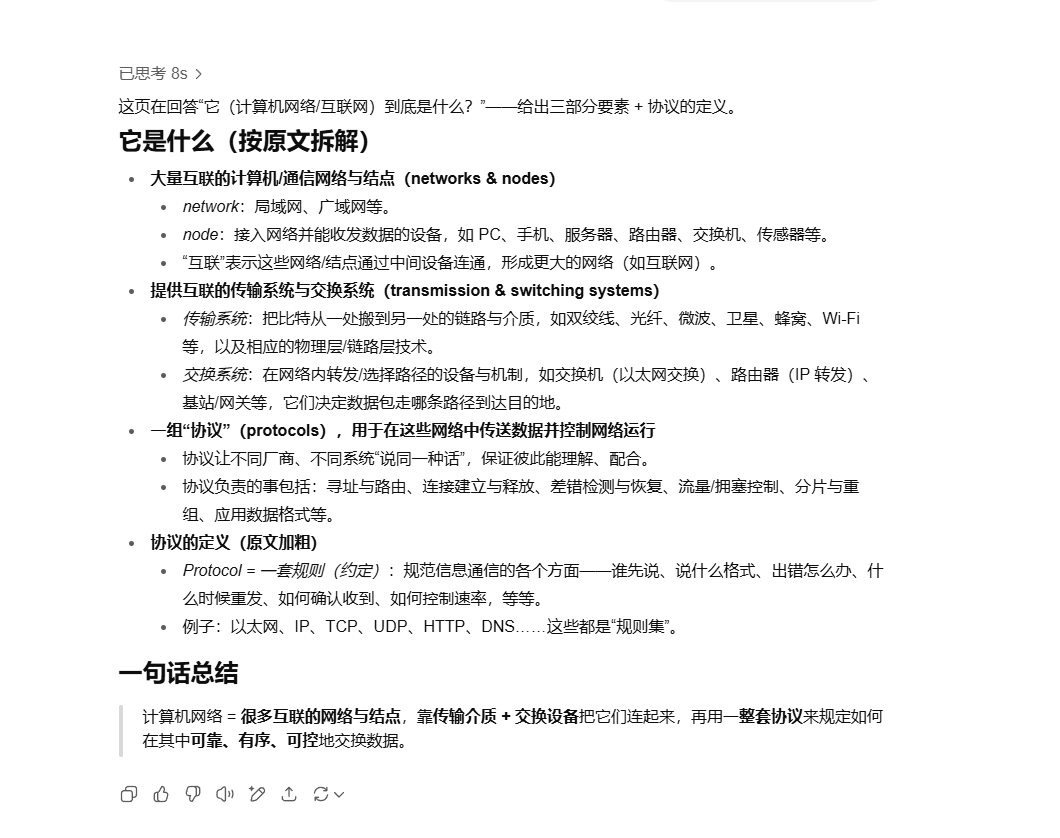 已思考 8s
这页在回答“它（计算机网络/互联网）到底是什么？”——给出三部分要素 + 协议的定义。
它是什么（按原文拆解）
大量互联的计算机/通信网络与结点（networks & nodes）
network：局域网、广域网等。
node：接入网络并能收发数据的设备，如 PC、手机、服务器、路由器、交换机、传感器等。
“互联”表示这些网络/结点通过中间设备连通，形成更大的网络（如互联网）。
提供互联的传输系统与交换系统（transmission & switching systems）
传输系统：把比特从一处搬到另一处的链路与介质，如双绞线、光纤、微波、卫星、蜂窝、Wi-Fi
等，以及相应的物理层/链路层技术。
交换系统：在网络内转发/选择路径的设备与机制，如交换机（以太网交换）、路由器（IP 转发）、
基站/网关等，它们决定数据包走哪条路径到达目的地。
一组“协议”（protocols），用于在这些网络中传送数据并控制网络运行
协议让不同厂商、不同系统“说同一种话”，保证彼此能理解、配合。
协议负责的事包括：寻址与路由、连接建立与释放、差错检测与恢复、流量/拥塞控制、分片与重
组、应用数据格式等。
协议的定义（原文加粗）
Protocol = 一套规则（约定）：规范信息通信的各个方面——谁先说、说什么格式、出错怎么办、什
么时候重发、如何确认收到、如何控制速率，等等。
例子：以太网、IP、TCP、UDP、HTTP、DNS……这些都是“规则集”。
一句话总结
计算机网络 = 很多互联的网络与结点，靠传输介质 + 交换设备把它们连起来，再用一整套协议来规定如何
在其中可靠、有序、可控地交换数据。